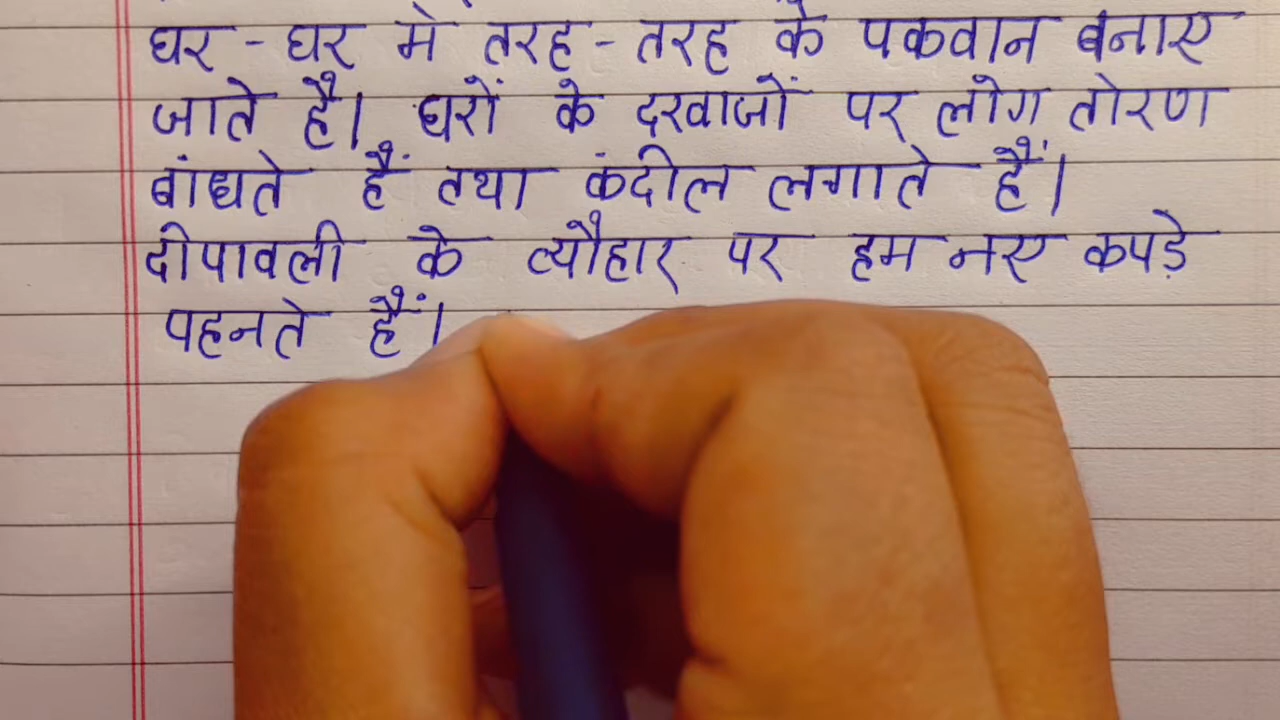 घर - घर में तरह - तरह के पकवान बनाए
जाते हैं। घरों के दरवाजों पर लोग तोरण
बांधते हैं तथा कंदील लगाते हैं।
दीपावली के त्यौहार पर हम नए कपड़े
पहनते हैं।